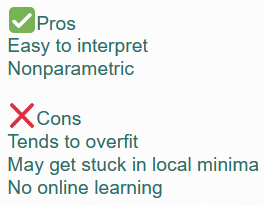 ✅Pros
Easy to interpret
Nonparametric
❌Cons
Tends to overfit
May get stuck in local minima
No online learning